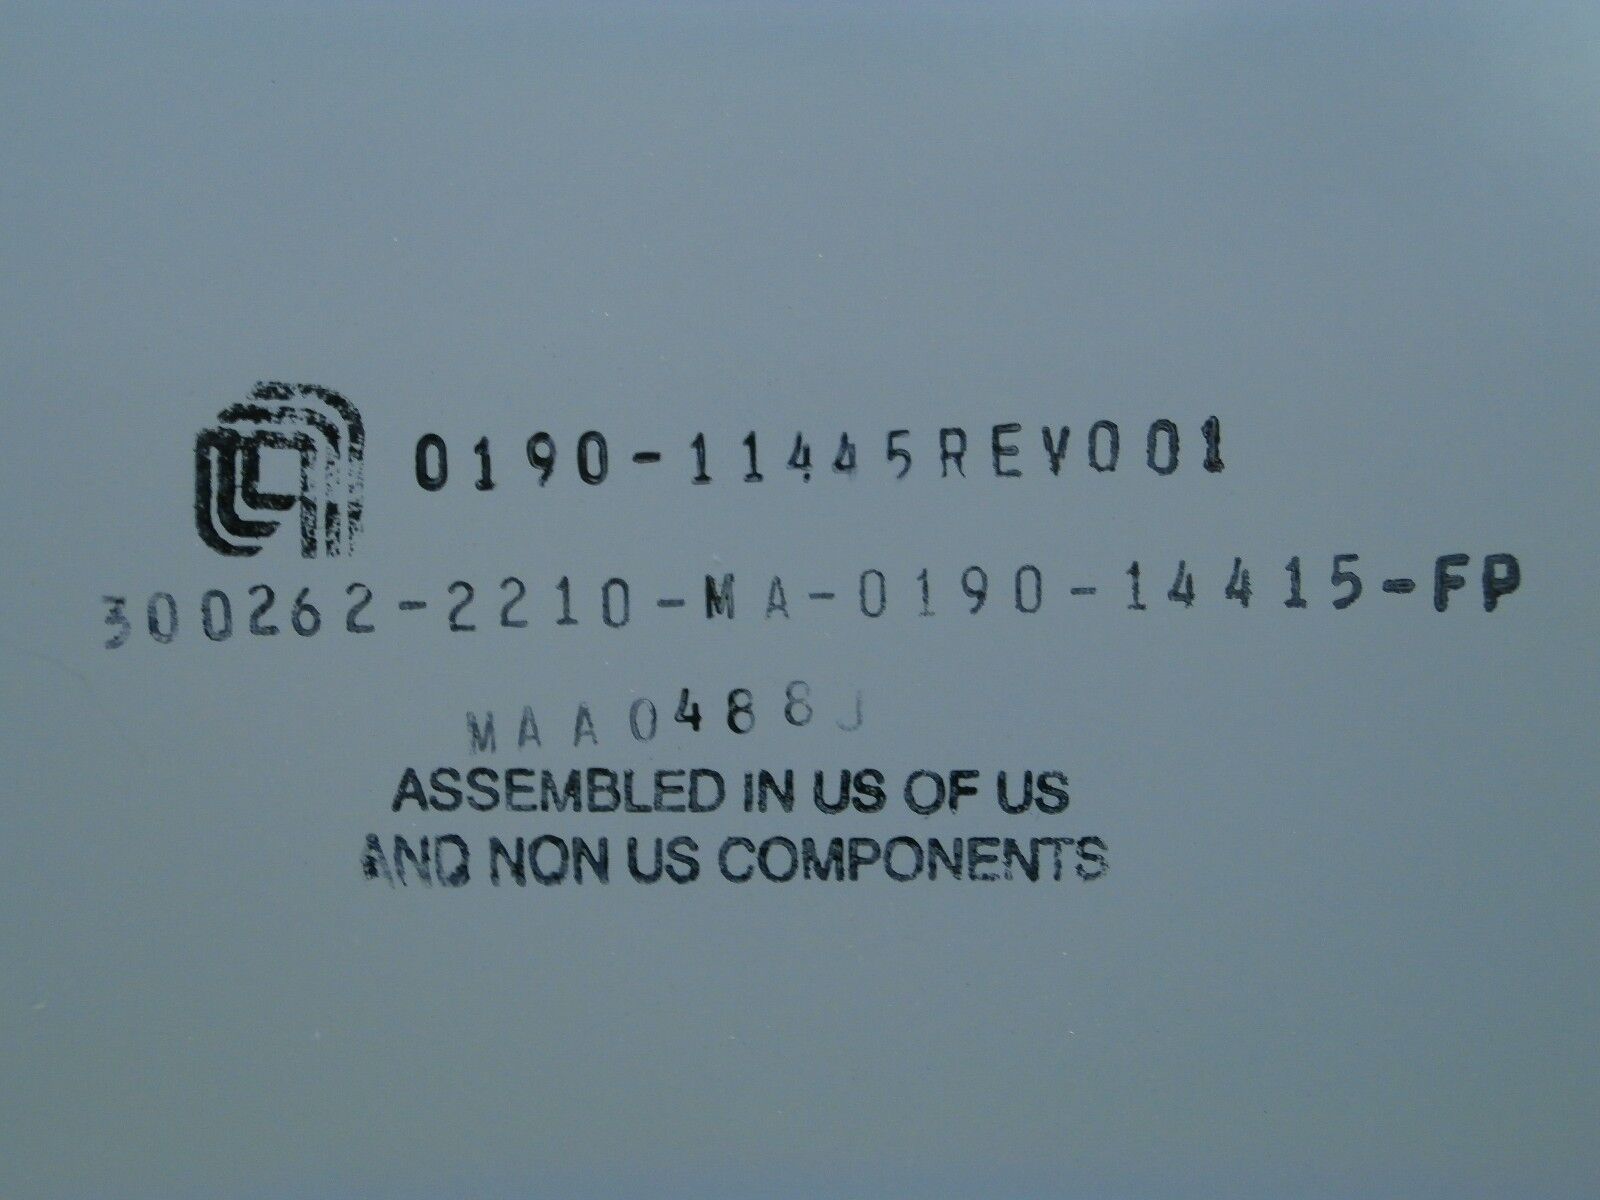 0190-11445REV001
300262-2210-MA-0190-14415-FP
MAA0488J
ASSEMBLED IN US OF US
AND NON US COMPONENTS